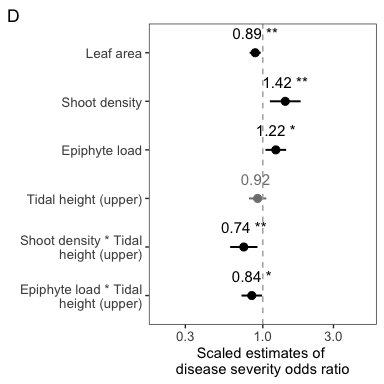 D
Leaf area
0.89 **
Shoot density
1.42 **
Epiphyte load
1.22 *
Tidal height (upper)
0.92
Shoot density * Tidal
height (upper)
0.74 **
Epiphyte load * Tidal
height (upper)
0.84 *
0.3 1.0 3.0
Scaled estimates of
disease severity odds ratio